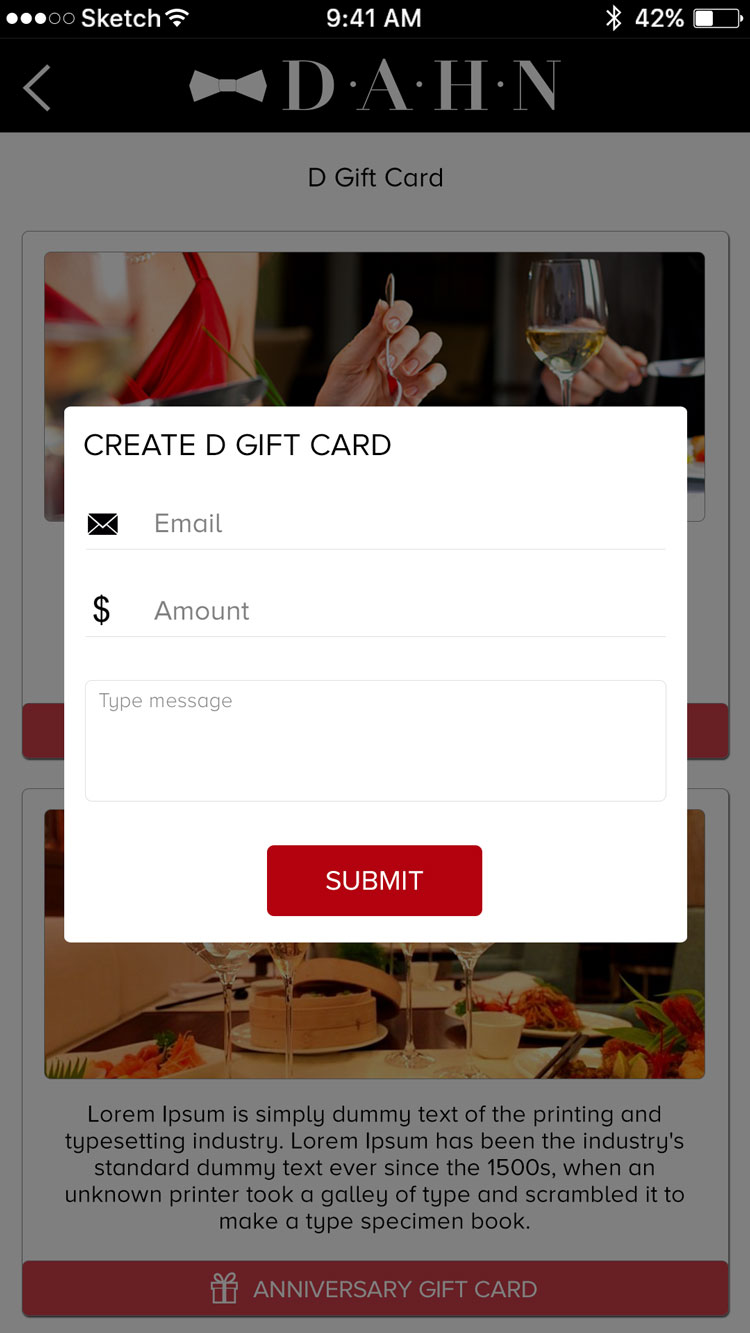 Sketch 9:41 AM 42%
D·A·H·N
D Gift Card
CREATE D GIFT CARD
Email
$ Amount
Type message
SUBMIT
Lorem Ipsum is simply dummy text of the printing and
typesetting industry. Lorem Ipsum has been the industry's
standard dummy text ever since the 1500s, when an
unknown printer took a galley of type and scrambled it to
make a type specimen book.
ANNIVERSARY GIFT CARD